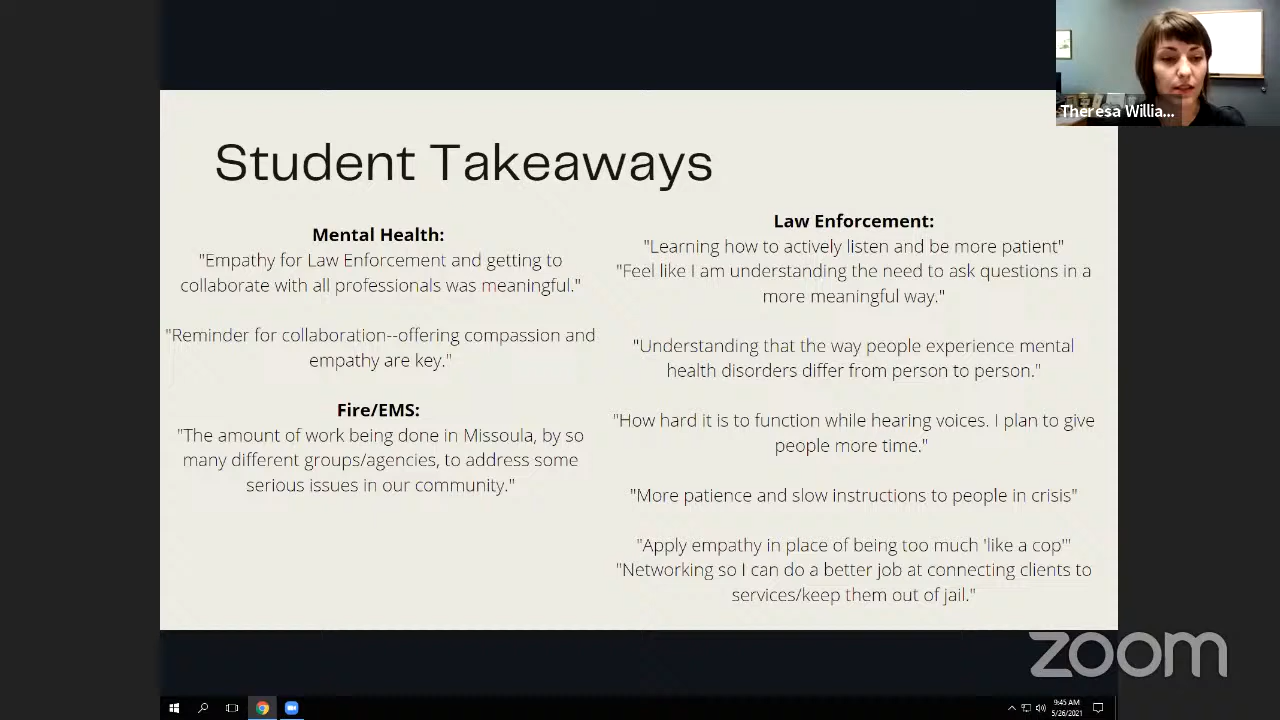 Theresa Willia...
Student Takeaways
Mental Health:
"Empathy for Law Enforcement and getting to
collaborate with all professionals was meaningful."
"Reminder for collaboration--offering compassion and
empathy are key."
Fire/EMS:
"The amount of work being done in Missoula, by so
many different groups/agencies, to address some
serious issues in our community."
Law Enforcement:
"Learning how to actively listen and be more patient"
"Feel like I am understanding the need to ask questions in a
more meaningful way."
"Understanding that the way people experience mental
health disorders differ from person to person."
"How hard it is to function while hearing voices. I plan to give
people more time."
"More patience and slow instructions to people in crisis"
"Apply empathy in place of being too much 'like a cop'"
"Networking so I can do a better job at connecting clients to
services/keep them out of jail."
zoom
9:45 AM
5/26/2021